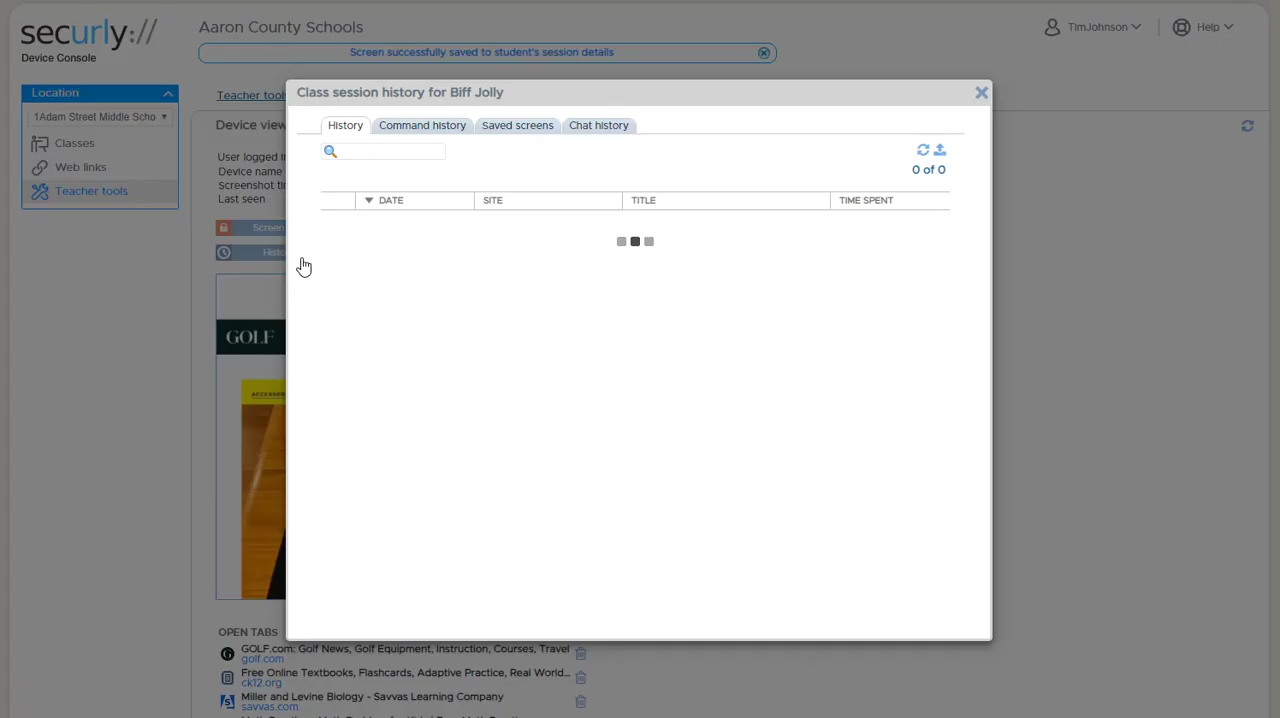 securly://
Device Console
Aaron County Schools
Screen successfully saved to student's session details
TimJohnson
Help
Location
1Adam Street Middle Scho
Classes
Web links
Teacher tools
Teacher tools
Device view
User logged in
Device name
Screenshot
Last seen
Screen
GOLF
Class session history for Biff Jolly
History
Command history
Saved screens
Chat history
0 of 0
DATE
SITE
TITLE
TIME SPENT
OPEN TABS
GOLF.com: Golf News, Golf Equipment, Instruction, Courses, Travel
golf.com
Free Online Textbooks, Flashcards, Adaptive Practice, Real World...
ck12.org
Miller and Levine Biology - Savvas Learning Company
savvas.com